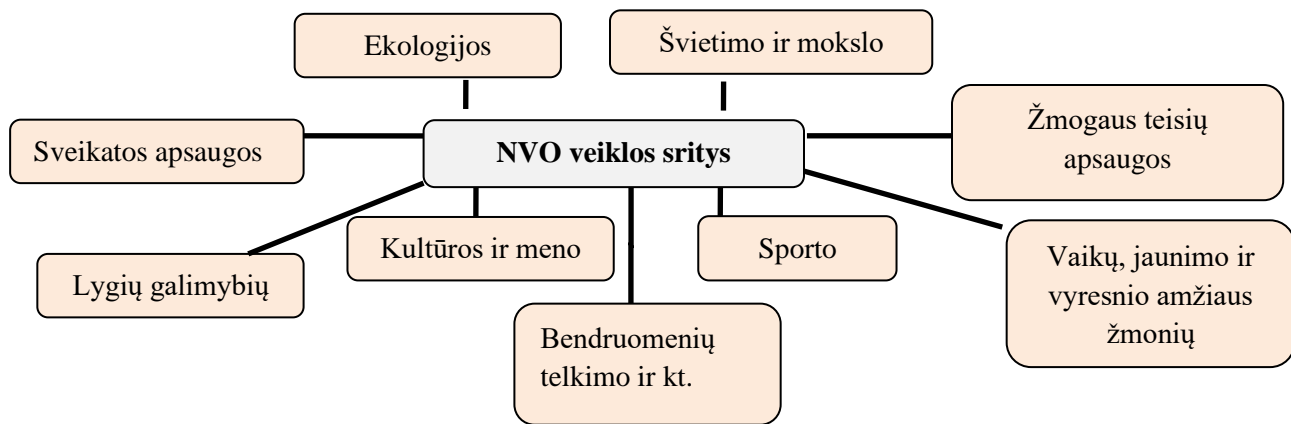 Ekologijos
Švietimo ir mokslo
Sveikatos apsaugos
NVO veiklos sritys
Žmogaus teisių
apsaugos
Lygių galimybių
Kultūros ir meno
Sporto
Vaikų, jaunimo ir
vyresnio amžiaus
žmonių
Bendruomenių
telkimo ir kt.